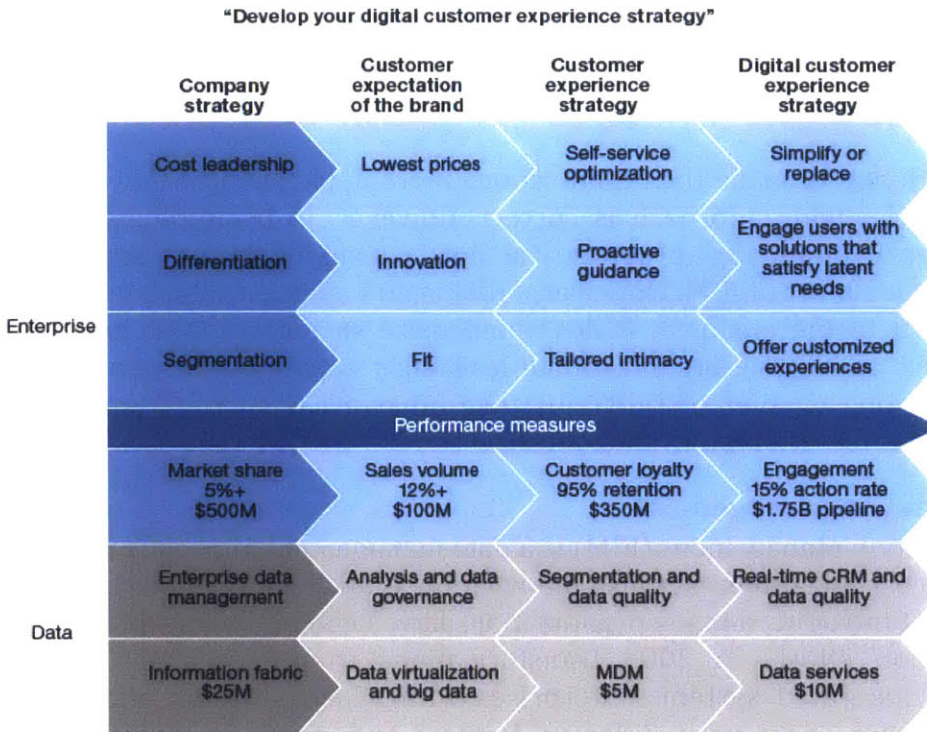 “Develop your digital customer experience strategy”
Company
strategy
Customer
expectation
of the brand
Customer
experience
strategy
Digital customer
experience
strategy
Enterprise
Cost leadership
Lowest prices
Self-service
optimization
Simplify or
replace
Differentiation
Innovation
Proactive
guidance
Engage users with
solutions that
satisfy latent
needs
Segmentation
Fit
Tailored intimacy
Offer customized
experiences
Performance measures
Market share
5%+
$500M
Sales volume
12%+
$100M
Customer loyalty
95% retention
$350M
Engagement
15% action rate
$1.75B pipeline
Data
Enterprise data
management
Analysis and data
governance
Segmentation and
data quality
Real-time CRM and
data quality
Information fabric
$25M
Data virtualization
and big data
MDM
$5M
Data services
$10M